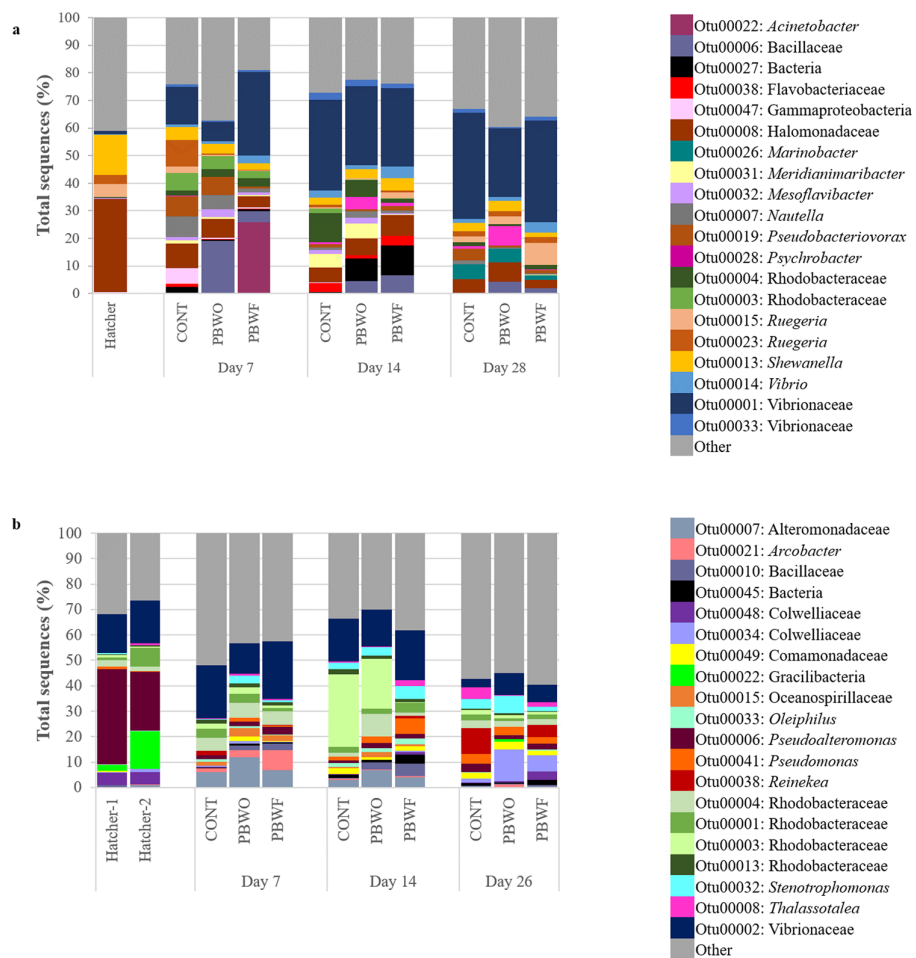 a
Total sequences (%)
100
90
80
70
60
50
40
30
20
10
0
Hatcher
CONT
PBWO
PBWF
CONT
PBWO
PBWF
CONT
PBWO
PBWF
Day 7
Day 14
Day 28
Otu00022: Acinetobacter
Otu00006: Bacillaceae
Otu00027: Bacteria
Otu00038: Flavobacteriaceae
Otu00047: Gammaproteobacteria
Otu00008: Halomonadaceae
Otu00026: Marinobacter
Otu00031: Meridianimaribacter
Otu00032: Mesoflavibacter
Otu00007: Nautella
Otu00019: Pseudobacteriovorax
Otu00028: Psychrobacter
Otu00004: Rhodobacteraceae
Otu00003: Rhodobacteraceae
Otu00015: Ruegeria
Otu00023: Ruegeria
Otu00013: Shewanella
Otu00014: Vibrio
Otu00001: Vibrionaceae
Otu00033: Vibrionaceae
Other
b
Total sequences (%)
100
90
80
70
60
50
40
30
20
10
0
Hatcher-1
Hatcher-2
CONT
PBWO
PBWF
CONT
PBWO
PBWF
CONT
PBWO
PBWF
Day 7
Day 14
Day 26
Otu00007: Alteromonadaceae
Otu00021: Arcobacter
Otu00010: Bacillaceae
Otu00045: Bacteria
Otu00048: Colwelliaceae
Otu00034: Colwelliaceae
Otu00049: Comamonadaceae
Otu00022: Gracilibacteria
Otu00015: Oceanospirillaceae
Otu00033: Oleiphilus
Otu00006: Pseudoalteromonas
Otu00041: Pseudomonas
Otu00038: Reinekea
Otu00004: Rhodobacteraceae
Otu00001: Rhodobacteraceae
Otu00003: Rhodobacteraceae
Otu00013: Rhodobacteraceae
Otu00032: Stenotrophomonas
Otu00008: Thalassotalea
Otu00002: Vibrionaceae
Other